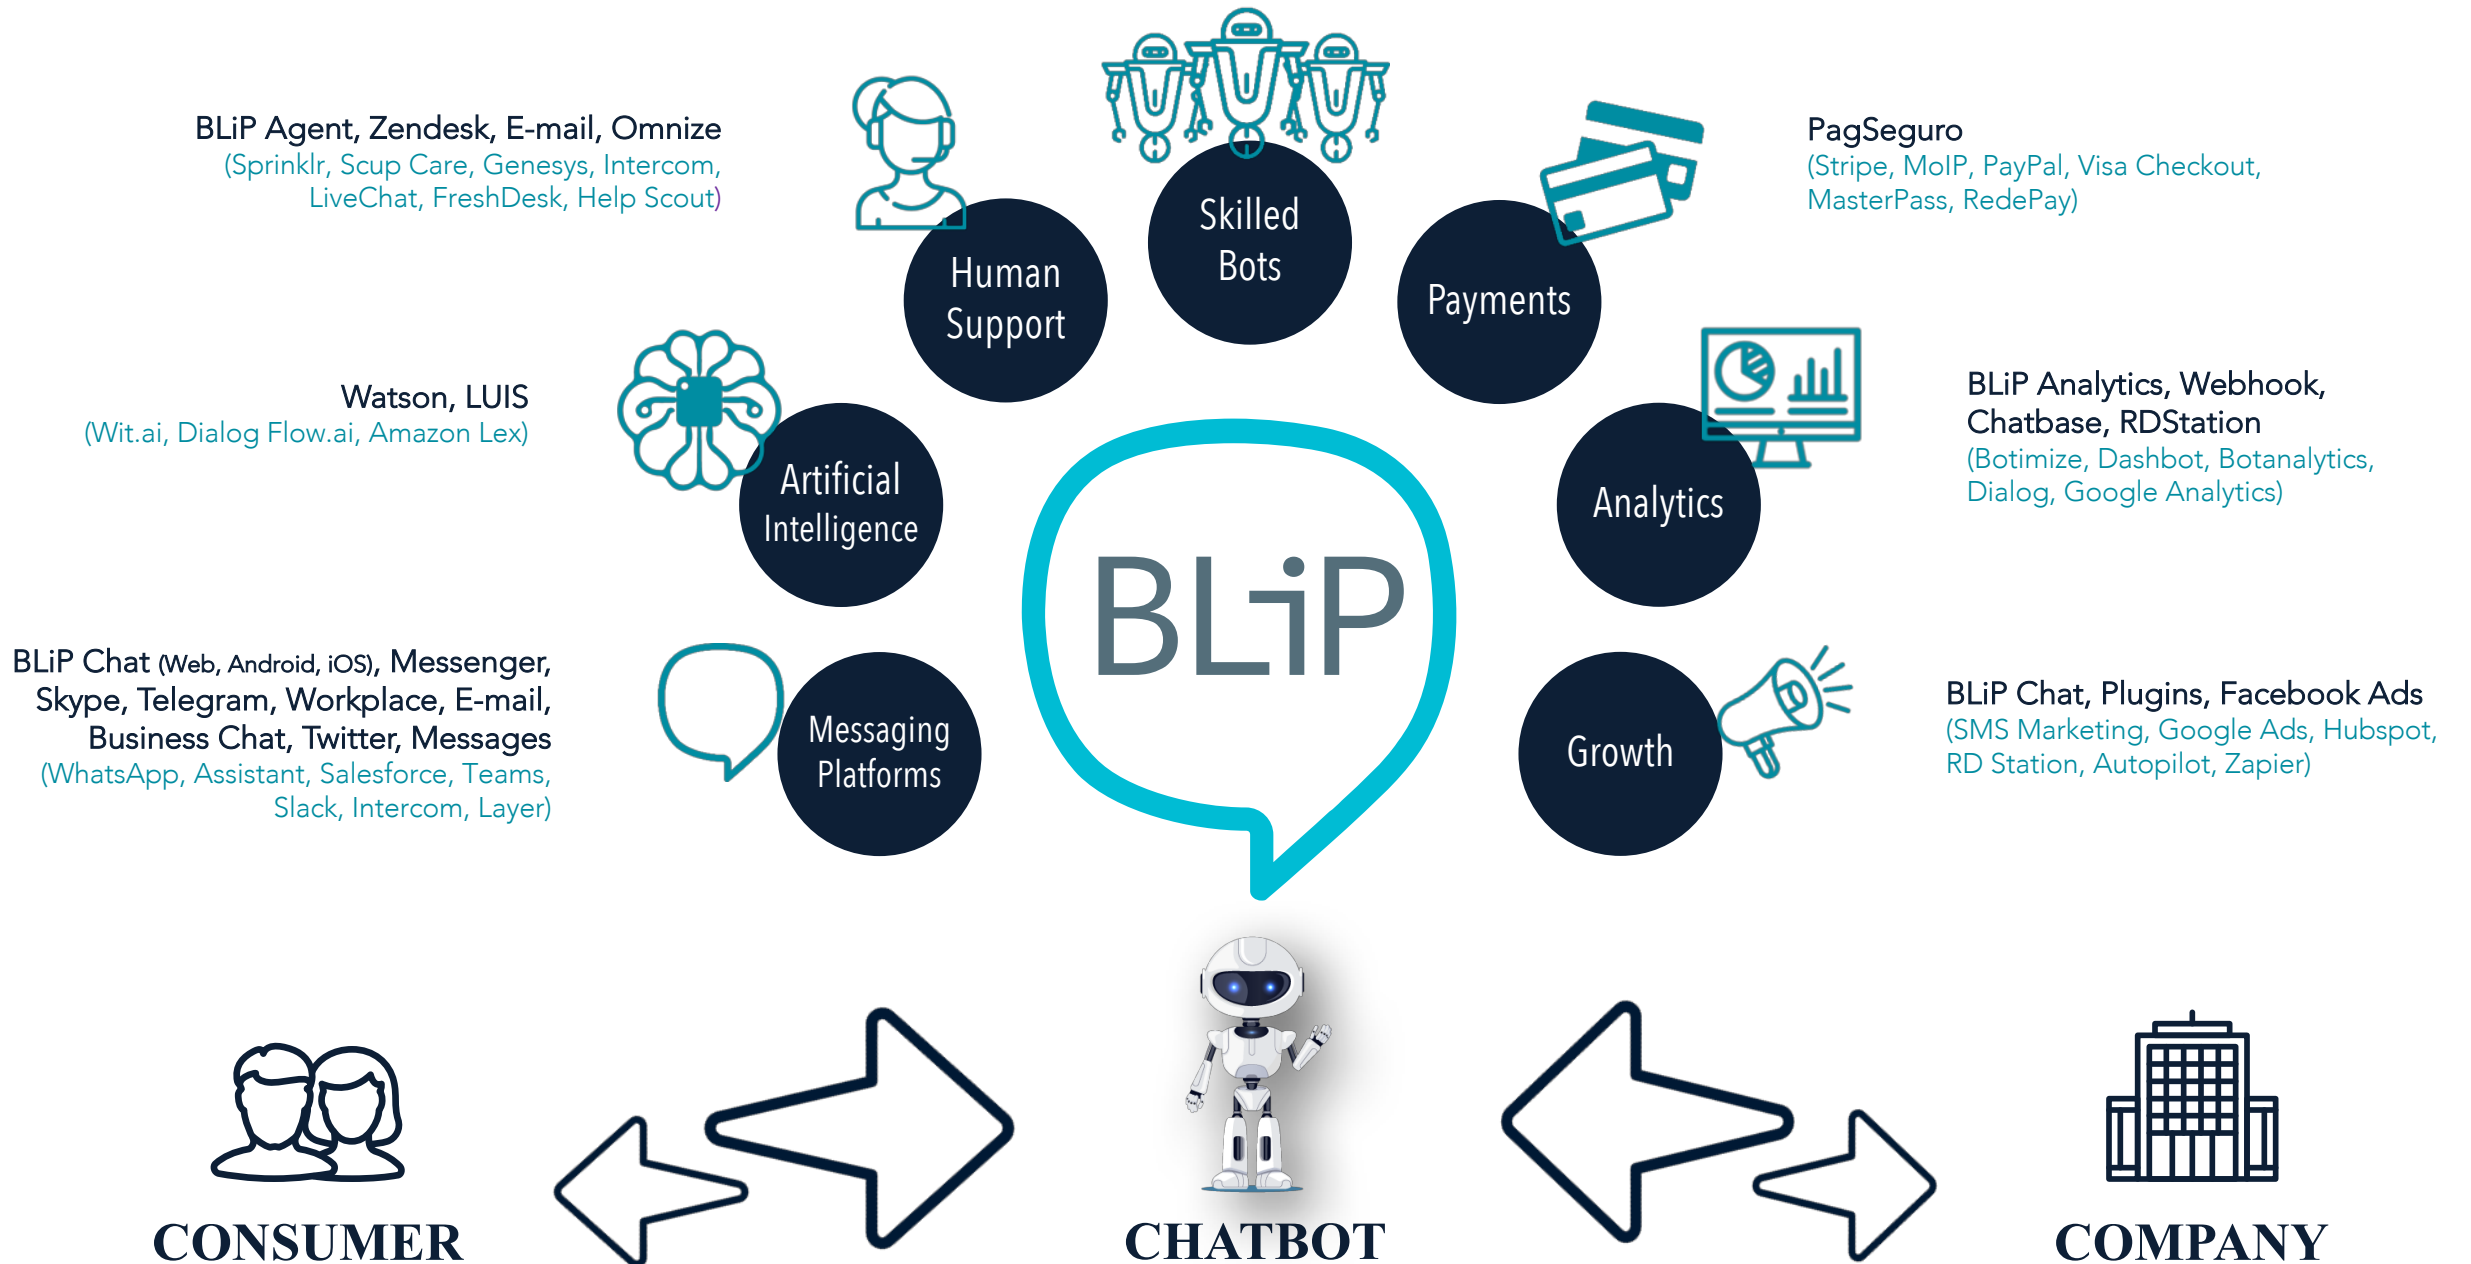 BLiP Agent, Zendesk, E-mail, Omnize
(Sprinklr, Scup Care, Genesys, Intercom,
LiveChat, FreshDesk, Help Scout)
Human
Support
Skilled
Bots
Payments
PagSeguro
(Stripe, MoIP, PayPal, Visa Checkout,
MasterPass, RedePay)
Watson, LUIS
(Wit.ai, Dialog Flow.ai, Amazon Lex)
Artificial
Intelligence
Analytics
BLiP Analytics, Webhook,
Chatbase, RDStation
(Botimize, Dashbot, Botanalytics,
Dialog, Google Analytics)
BLiP
BLiP Chat (Web, Android, iOS), Messenger,
Skype, Telegram, Workplace, E-mail,
Business Chat, Twitter, Messages
(WhatsApp, Assistant, Salesforce, Teams,
Slack, Intercom, Layer)
Messaging
Platforms
Growth
BLiP Chat, Plugins, Facebook Ads
(SMS Marketing, Google Ads, Hubspot,
RD Station, Autopilot, Zapier)
CONSUMER
CHATBOT
COMPANY